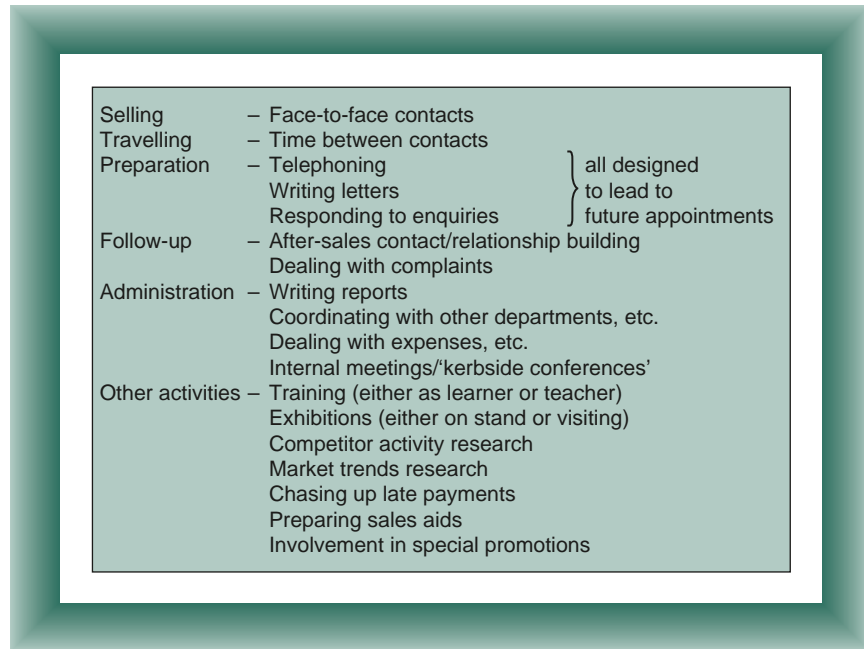 Selling – Face-to-face contacts
Travelling – Time between contacts
Preparation – Telephoning all designed
Writing letters to lead to
Responding to enquiries future appointments
Follow-up – After-sales contact/relationship building
Dealing with complaints
Administration – Writing reports
Coordinating with other departments, etc.
Dealing with expenses, etc.
Internal meetings/‘kerbside conferences’
Other activities – Training (either as learner or teacher)
Exhibitions (either on stand or visiting)
Competitor activity research
Market trends research
Chasing up late payments
Preparing sales aids
Involvement in special promotions